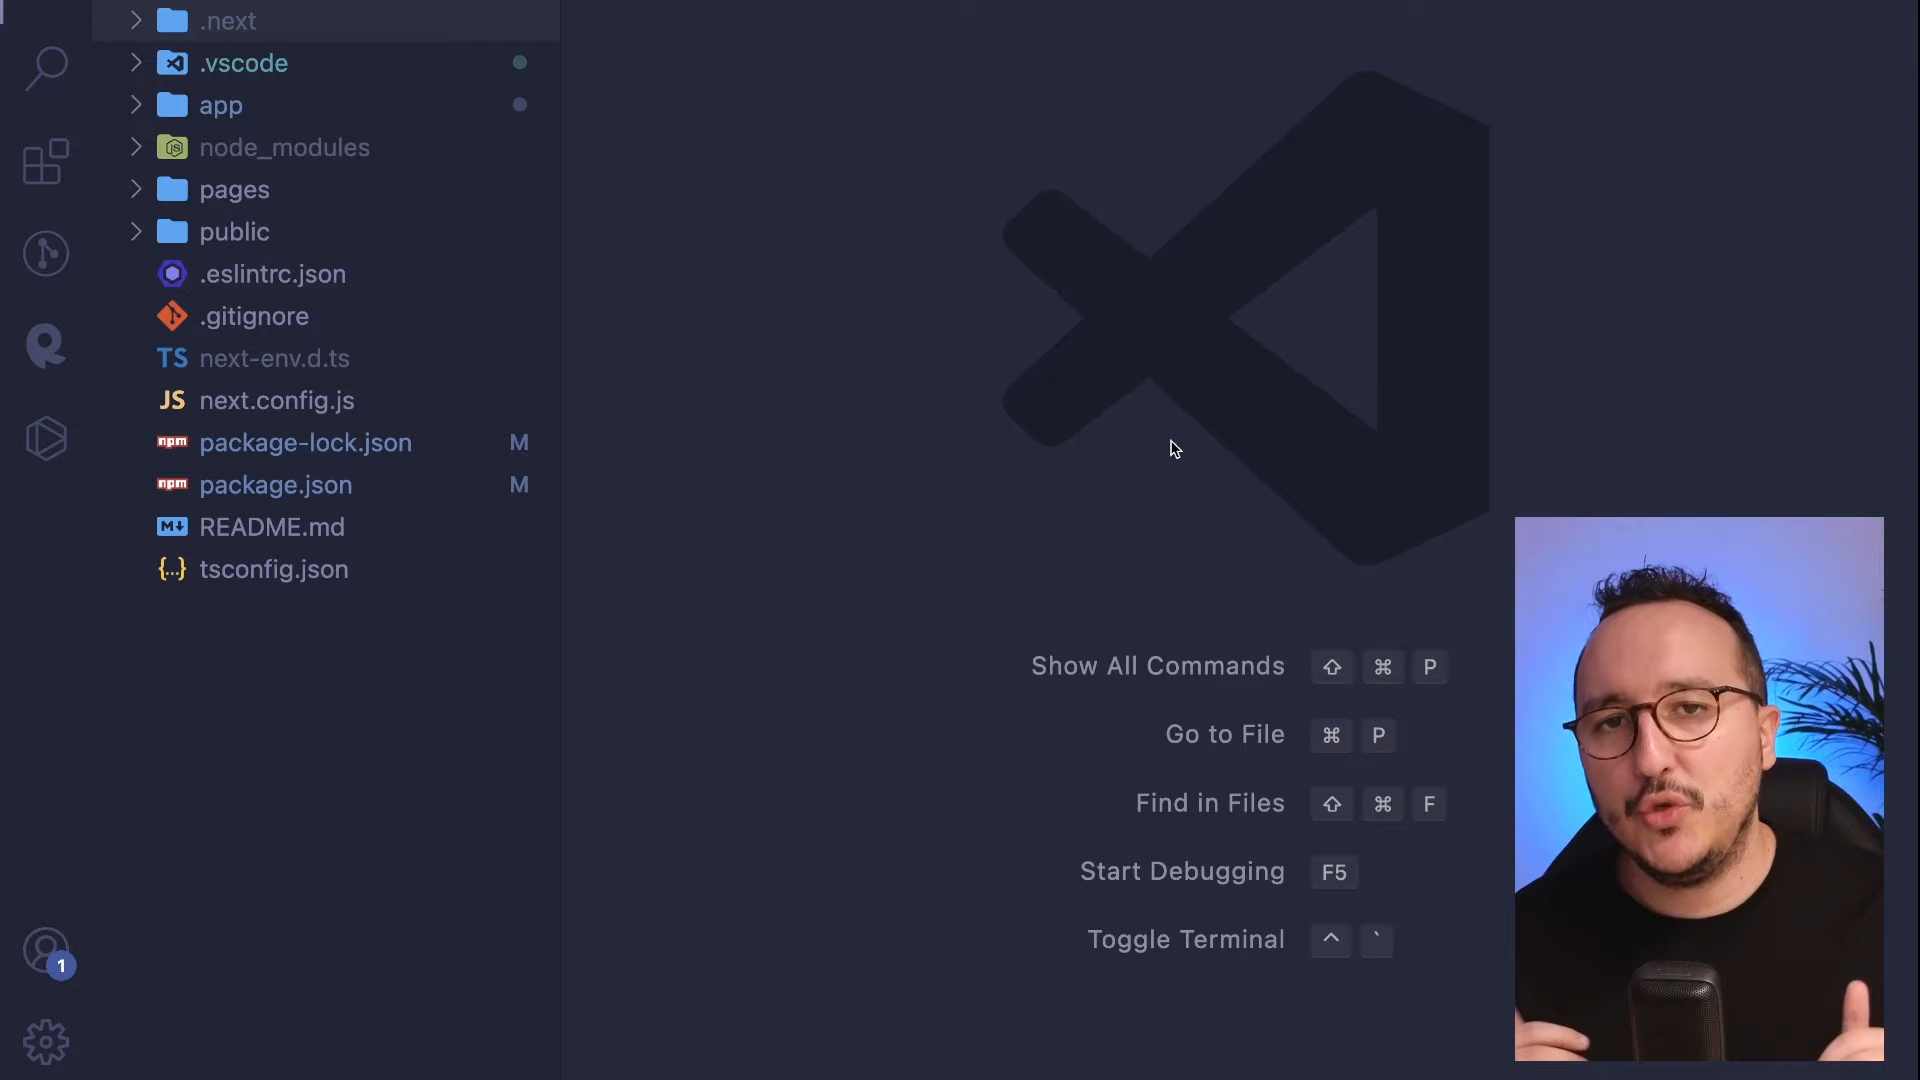 .next
.vscode
app
node_modules
pages
public
.eslintrc.json
.gitignore
TS next-env.d.ts
JS next.config.js
npm package-lock.json M
npm package.json M
M README.md
{...} tsconfig.json
Show All Commands ⇧ ⌘ P
Go to File ⌘ P
Find in Files ⇧ ⌘ F
Start Debugging F5
Toggle Terminal ^ `
1